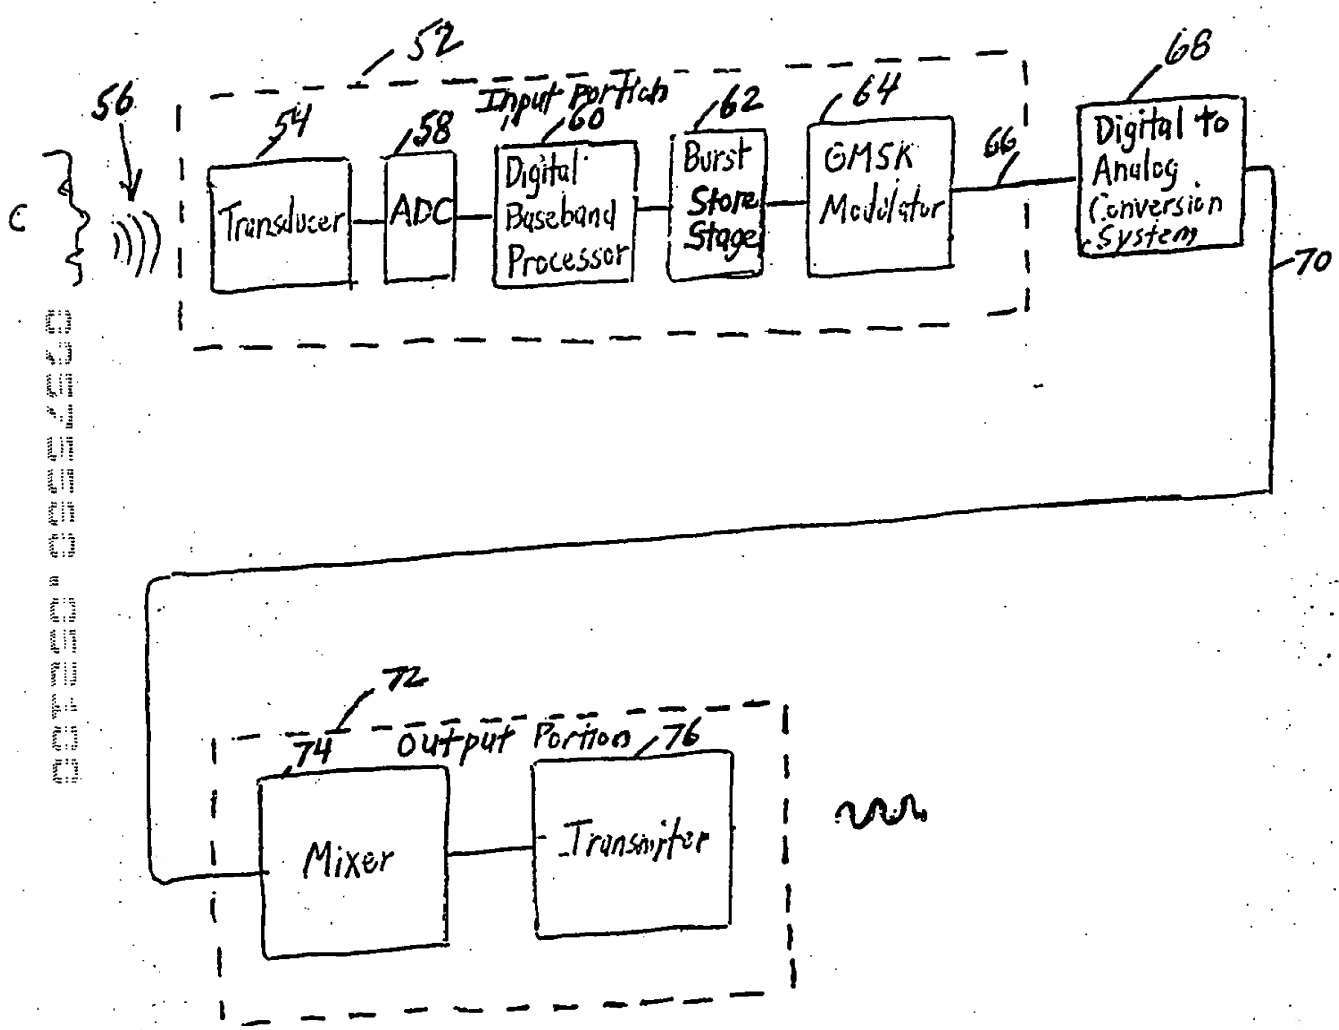 52
56
54
58
Input Portion
60
62
64
66
68
Transducer
ADC
Digital
Baseband
Processor
Burst
Store
Stage
GMSK
Modulator
Digital to
Analog
Conversion
System
70
72
74
Output Portion
76
Mixer
Transmitter